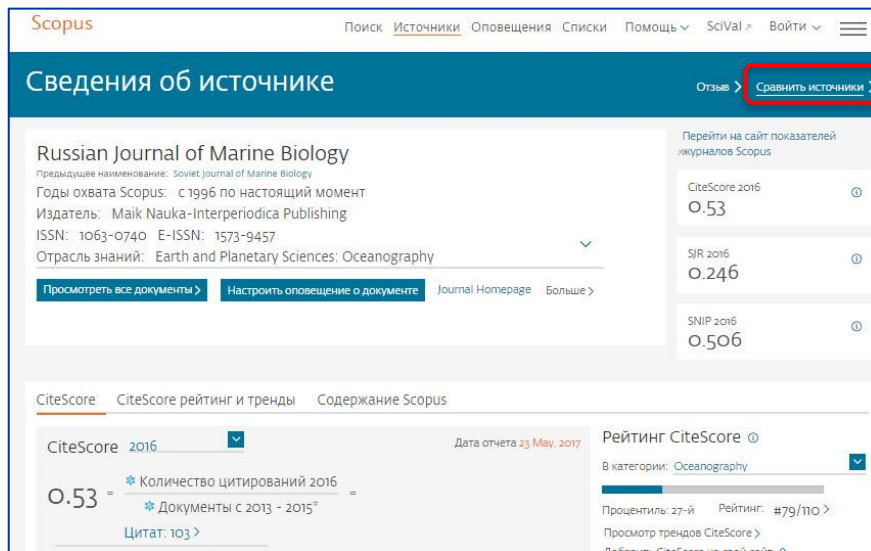 Scopus
Поиск Источники Оповещения Списки Помощь SciVal Войти
Сведения об источнике
Отзыв Сравнить источники
Russian Journal of Marine Biology
Предыдущее наименование: Soviet Journal of Marine Biology
Годы охвата Scopus: с 1996 по настоящий момент
Издатель: Maik Nauka-Interperiodica Publishing
ISSN: 1063-0740 E-ISSN: 1573-9457
Отрасль знаний: Earth and Planetary Sciences: Oceanography
Просмотреть все документы > Настроить оповещение о документе Journal Homepage Больше >
Перейти на сайт показателей
журналов Scopus
CiteScore 2016
0.53
SJR 2016
0.246
SNIP 2016
0.506
CiteScore CiteScore рейтинг и тренды Содержание Scopus
CiteScore 2016
Дата отчета 23 May, 2017
0.53 = Количество цитирований 2016 =
Документы с 2013 - 2015*
Цитат: 103 >
Рейтинг CiteScore
В категории: Oceanography
Процентиль: 27-й Рейтинг: #79/110 >
Просмотр трендов CiteScore >